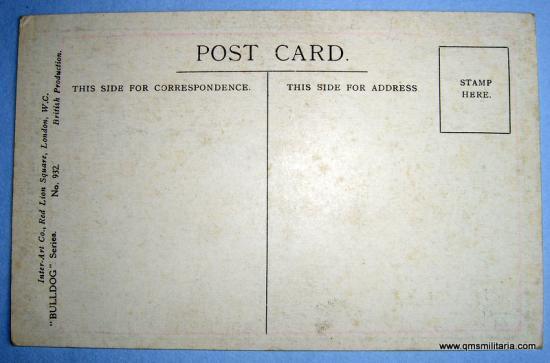 POST CARD.
THIS SIDE FOR CORRESPONDENCE.
THIS SIDE FOR ADDRESS
STAMP
HERE.
Inter-Art Co., Red Lion Square, London, W.C.
"BULLDOG" Series. No. 932. British Production.
www.qmsmilitaria.com